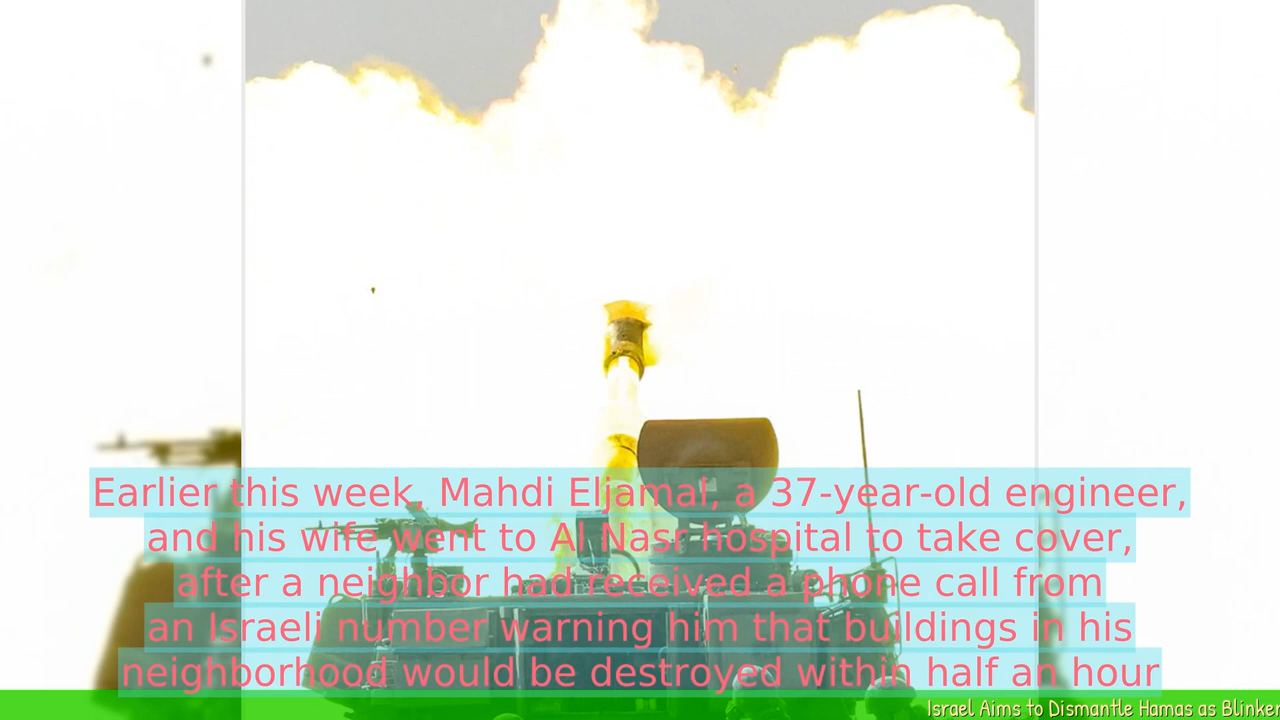 Earlier this week, Mahdi Eljamal, a 37-year-old engineer,
and his wife went to Al Nasr hospital to take cover,
after a neighbor had received a phone call from
an Israeli number warning him that buildings in his
neighborhood would be destroyed within half an hour
Israel Aims to Dismantle Hamas as Blinken